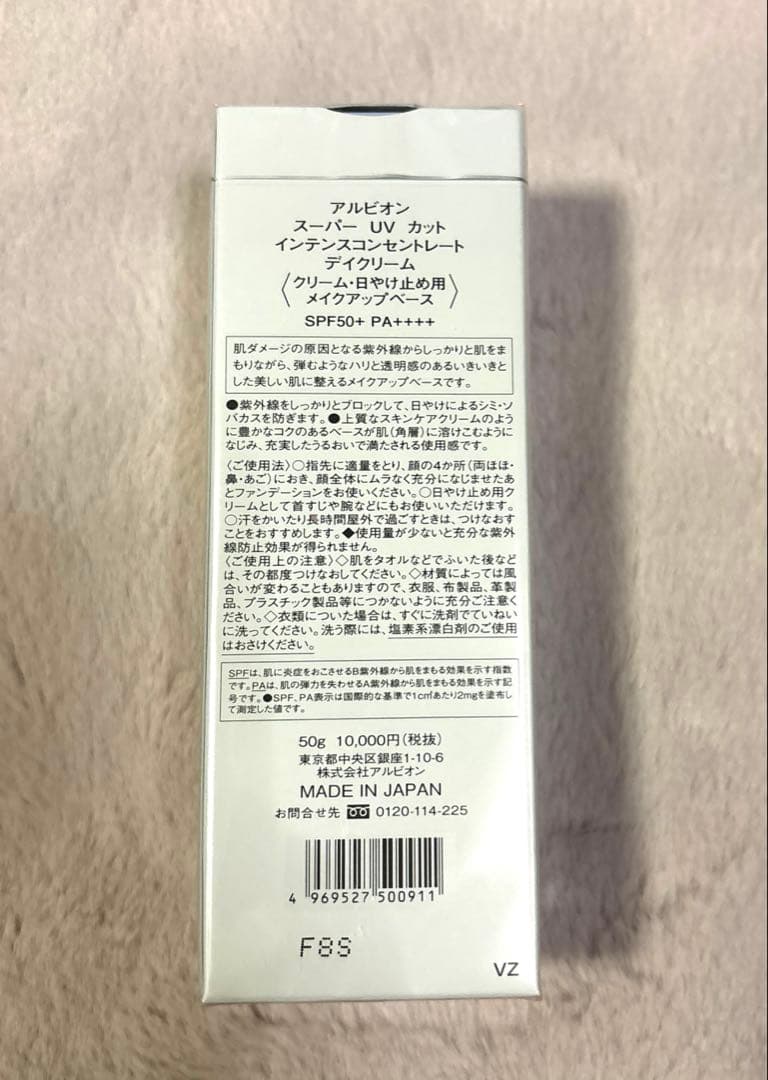 アルビオン
スーパー UV カット
インテンスコンセントレート
デイクリーム
〈クリーム・日やけ止め用
メイクアップベース〉
SPF50+ PA++++
肌ダメージの原因となる紫外線からしっかりと肌をま
もりながら、弾むようなハリと透明感のあるいきいきと
した美しい肌に整えるメイクアップベースです。
●紫外線をしっかりとブロックして、日やけによるシミ・ソ
バカスを防ぎます。●上質なスキンケアクリームのよう
に豊かなコクのあるベースが肌(角層)に溶けこむように
なじみ、充実したうるおいで満たされる使用感です。
〈ご使用法〉○指先に適量をとり、顔の4か所(両ほほ・
鼻・あご)におき、顔全体にムラなく充分になじませたあ
とファンデーションをお使いください。○日やけ止め用ク
リームとして首すじや腕などにもお使いいただけます。
○汗をかいたり長時間屋外で過ごすときは、つけなおす
ことをおすすめします。◆使用量が少ないと充分な紫外
線防止効果が得られません。
〈ご使用上の注意〉◇肌をタオルなどでふいた後など
は、その都度つけなおしてください。◇材質によっては風
合いが変わることもありますので、衣服、布製品、革製
品、プラスチック製品等につかないように充分ご注意く
ださい。◇衣類についた場合は、すぐに洗剤でていねい
に洗ってください。洗う際には、塩素系漂白剤のご使用
はおさけください。
SPFは、肌に炎症をおこさせるB紫外線から肌をまもる効果を示す指数
です。PAは、肌の弾力を失わせるA紫外線から肌をまもる効果を示す記
号です。●SPF、PA表示は国際的な基準で1c㎡あたり2mgを塗布し
て測定した値です。
50g 10,000円(税抜)
東京都中央区銀座1-10-6
株式会社アルビオン
MADE IN JAPAN
お問合せ先 0120-114-225
4 969527 500911
F8S
VZ